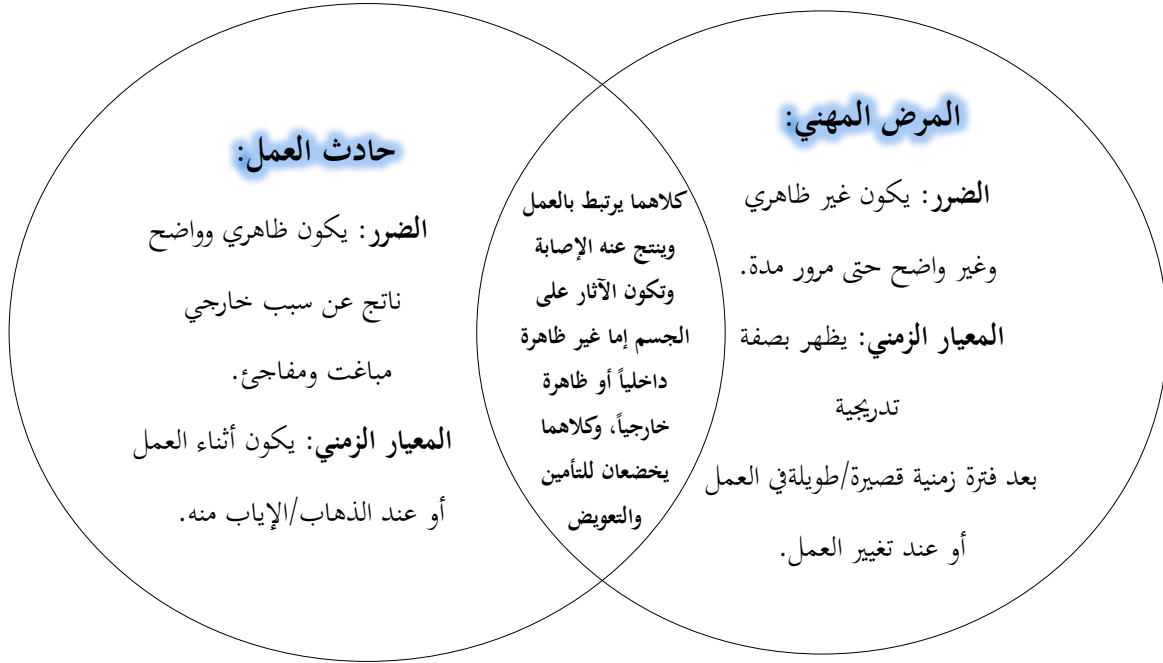 المرض المهني:
الضرر: يكون غير ظاهري
وغير واضح حتى مرور مدة.
المعيار الزمني: يظهر بصفة
تدريجية
بعد فترة زمنية قصيرة/طويلةفي العمل
أو عند تغيير العمل.
كلاهما يرتبط بالعمل
وينتج عنه الإصابة
وتكون الآثار على
الجسم إما غير ظاهرة
داخلياً أو ظاهرة
خارجياً، وكلاهما
يخضعان للتأمين
والتعويض
حادث العمل:
الضرر: يكون ظاهري وواضح
ناتج عن سبب خارجي
مباغت ومفاجئ.
المعيار الزمني: يكون أثناء العمل
أو عند الذهاب/الإياب منه.